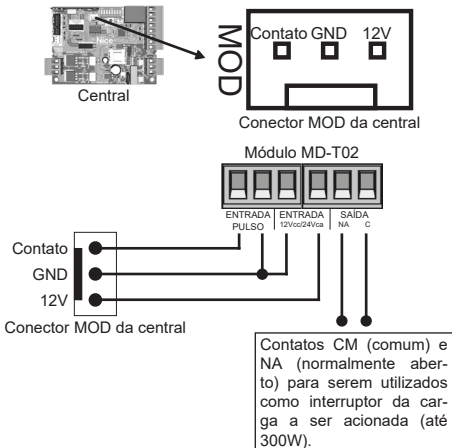 Contato GND 12V
MOD
Nice
Central
Conector MOD da central
Módulo MD-T02
ENTRADA ENTRADA SAÍDA
PULSO 12Vcc/24Vca NA C
Contato
GND
12V
Conector MOD da central
Contatos CM (comum) e
NA (normalmente aber-
to) para serem utilizados
como interruptor da car-
ga a ser acionada (até
300W).